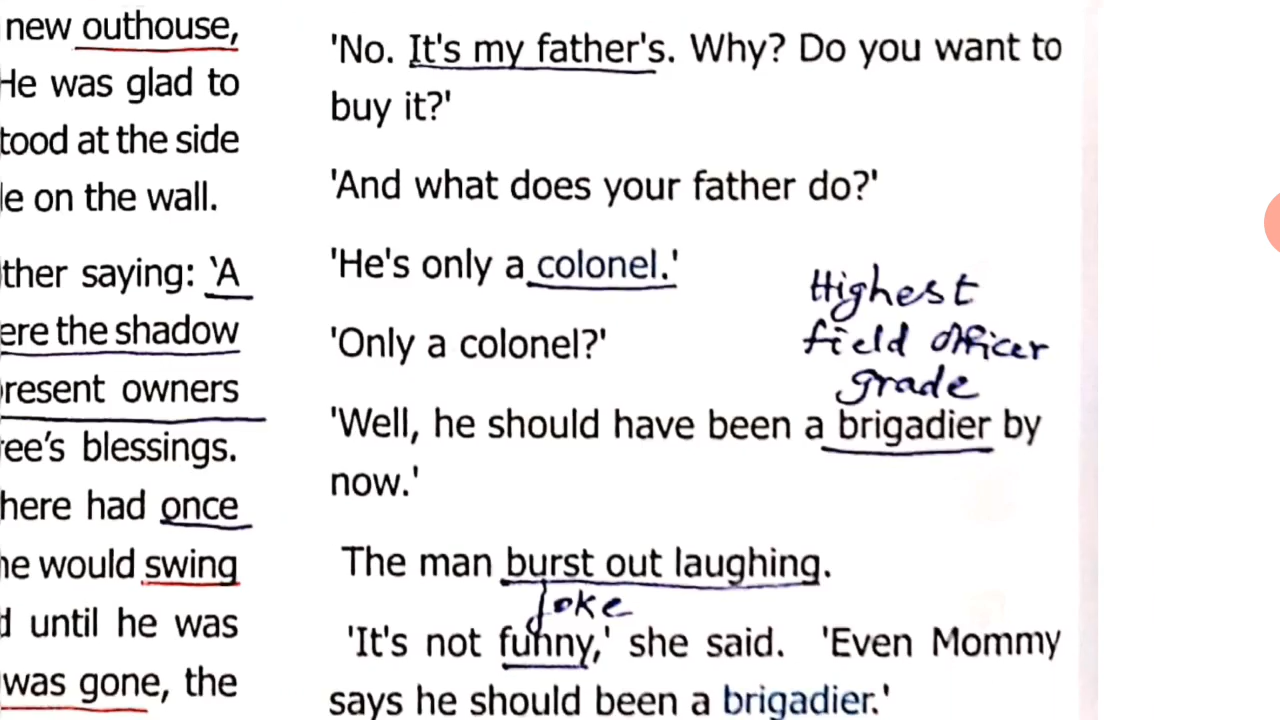 new outhouse,
He was glad to
tood at the side
e on the wall.
ther saying: 'A
ere the shadow
resent owners
ee's blessings.
here had once
he would swing
d until he was
was gone, the
'No. It's my father's. Why? Do you want to
buy it?'
'And what does your father do?'
'He's only a colonel.'
'Only a colonel?'
Highest
field officer
grade
'Well, he should have been a brigadier by
now.'
The man burst out laughing.
Joke
'It's not funny,' she said. 'Even Mommy
says he should been a brigadier.'